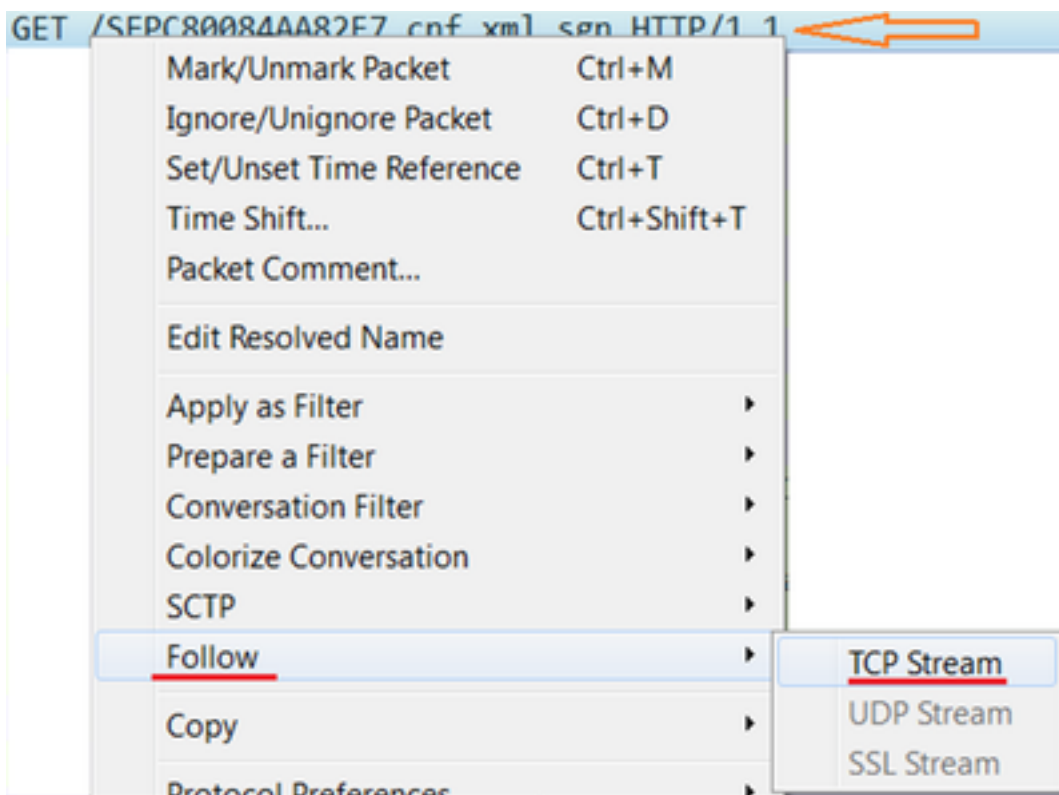 GET /SEPC80084AA82E7.cnf.xml.sgn HTTP/1.1
Mark/Unmark Packet Ctrl+M
Ignore/Unignore Packet Ctrl+D
Set/Unset Time Reference Ctrl+T
Time Shift... Ctrl+Shift+T
Packet Comment...
Edit Resolved Name
Apply as Filter
Prepare a Filter
Conversation Filter
Colorize Conversation
SCTP
Follow
TCP Stream
Copy
UDP Stream
SSL Stream
Protocol Preferences